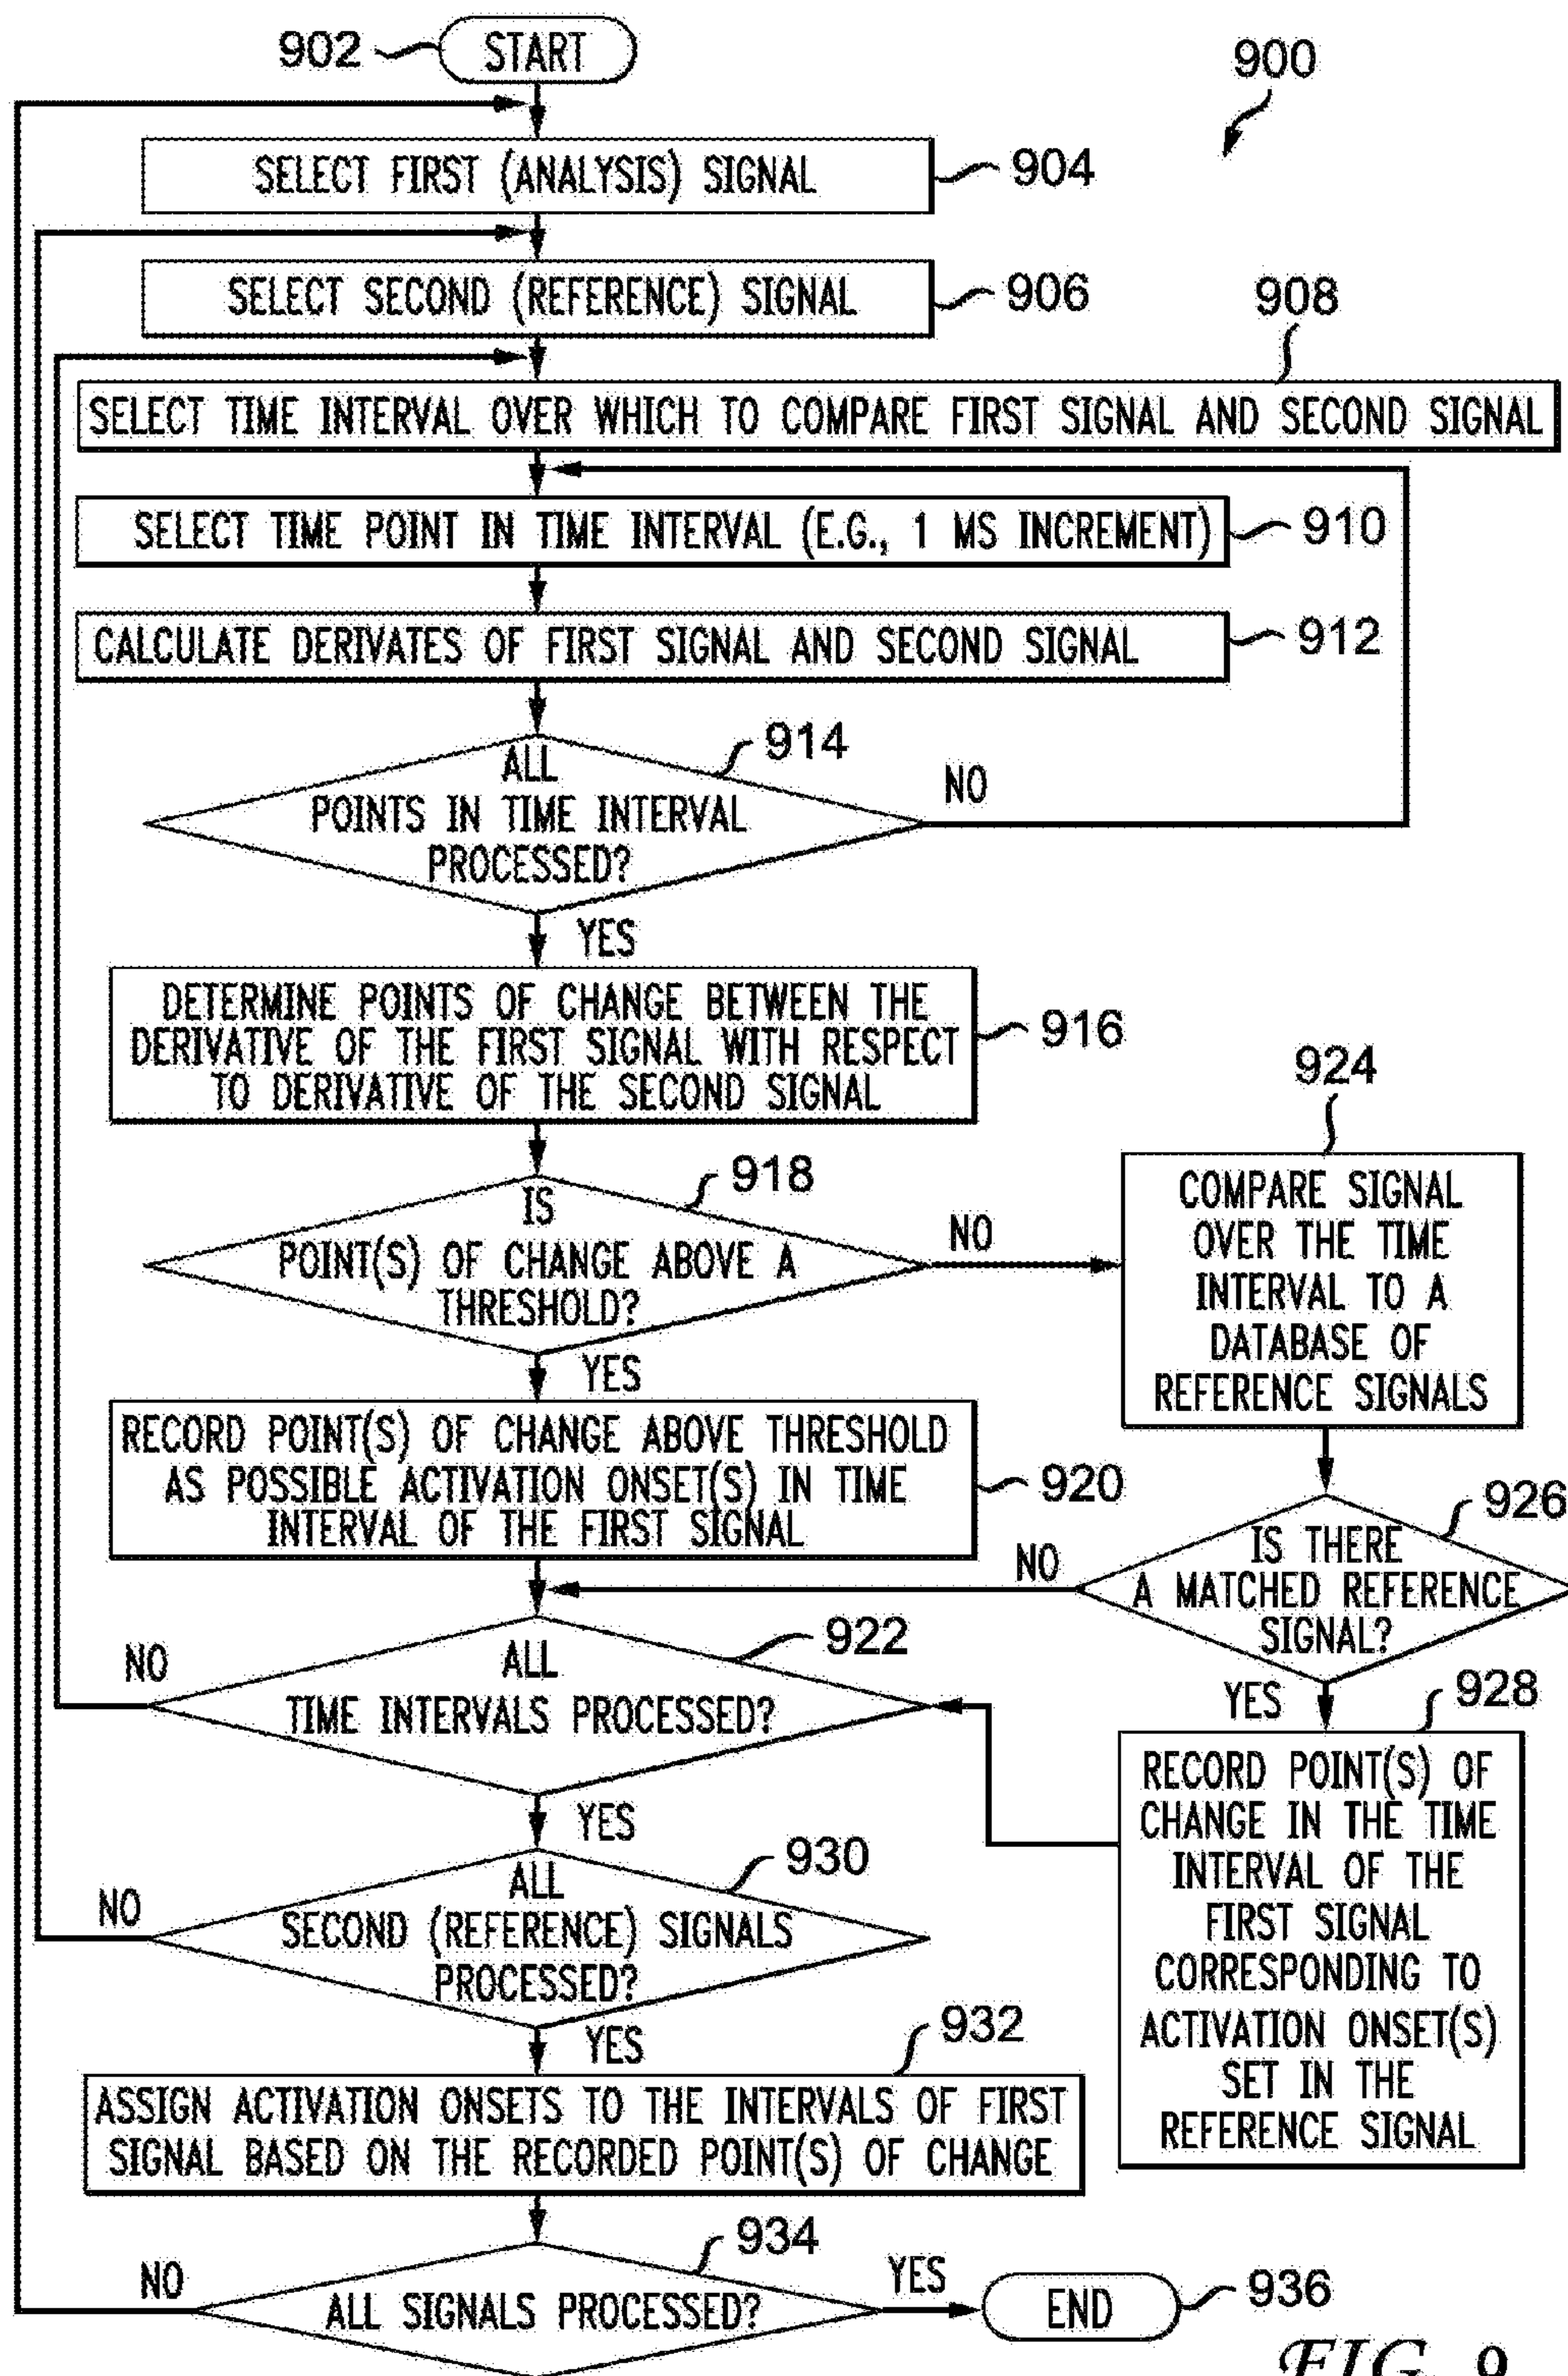 902
START
900
SELECT FIRST (ANALYSIS) SIGNAL
904
SELECT SECOND (REFERENCE) SIGNAL
906
908
SELECT TIME INTERVAL OVER WHICH TO COMPARE FIRST SIGNAL AND SECOND SIGNAL
SELECT TIME POINT IN TIME INTERVAL (E.G., 1 MS INCREMENT)
910
CALCULATE DERIVATES OF FIRST SIGNAL AND SECOND SIGNAL
912
914
ALL
POINTS IN TIME INTERVAL
PROCESSED?
NO
YES
DETERMINE POINTS OF CHANGE BETWEEN THE
DERIVATIVE OF THE FIRST SIGNAL WITH RESPECT
TO DERIVATIVE OF THE SECOND SIGNAL
916
918
IS
POINT(S) OF CHANGE ABOVE A
THRESHOLD?
NO
YES
924
COMPARE SIGNAL
OVER THE TIME
INTERVAL TO A
DATABASE OF
REFERENCE SIGNALS
RECORD POINT(S) OF CHANGE ABOVE THRESHOLD
AS POSSIBLE ACTIVATION ONSET(S) IN TIME
INTERVAL OF THE FIRST SIGNAL
920
926
IS THERE
A MATCHED REFERENCE
SIGNAL?
NO
YES
922
ALL
TIME INTERVALS PROCESSED?
NO
YES
928
RECORD POINT(S) OF
CHANGE IN THE TIME
INTERVAL OF THE
FIRST SIGNAL
CORRESPONDING TO
ACTIVATION ONSET(S)
SET IN THE
REFERENCE SIGNAL
930
ALL
SECOND (REFERENCE) SIGNALS
PROCESSED?
NO
YES
932
ASSIGN ACTIVATION ONSETS TO THE INTERVALS OF FIRST
SIGNAL BASED ON THE RECORDED POINT(S) OF CHANGE
934
ALL SIGNALS PROCESSED?
NO
YES
END
936
FIG. 9